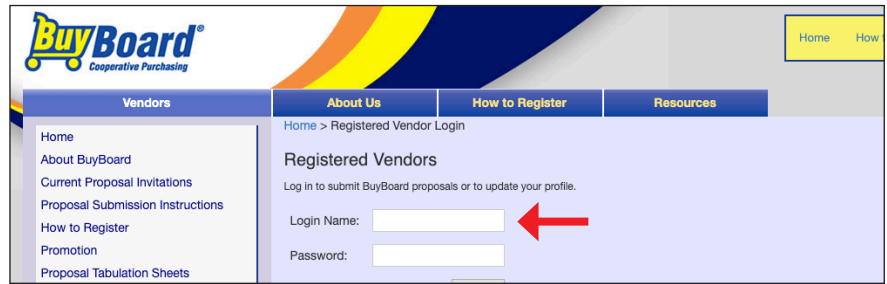 BuyBoard®
Cooperative Purchasing
Home How
Vendors About Us How to Register Resources
Home
About BuyBoard
Current Proposal Invitations
Proposal Submission Instructions
How to Register
Promotion
Proposal Tabulation Sheets
Home > Registered Vendor Login
Registered Vendors
Log in to submit BuyBoard proposals or to update your profile.
Login Name:
Password: